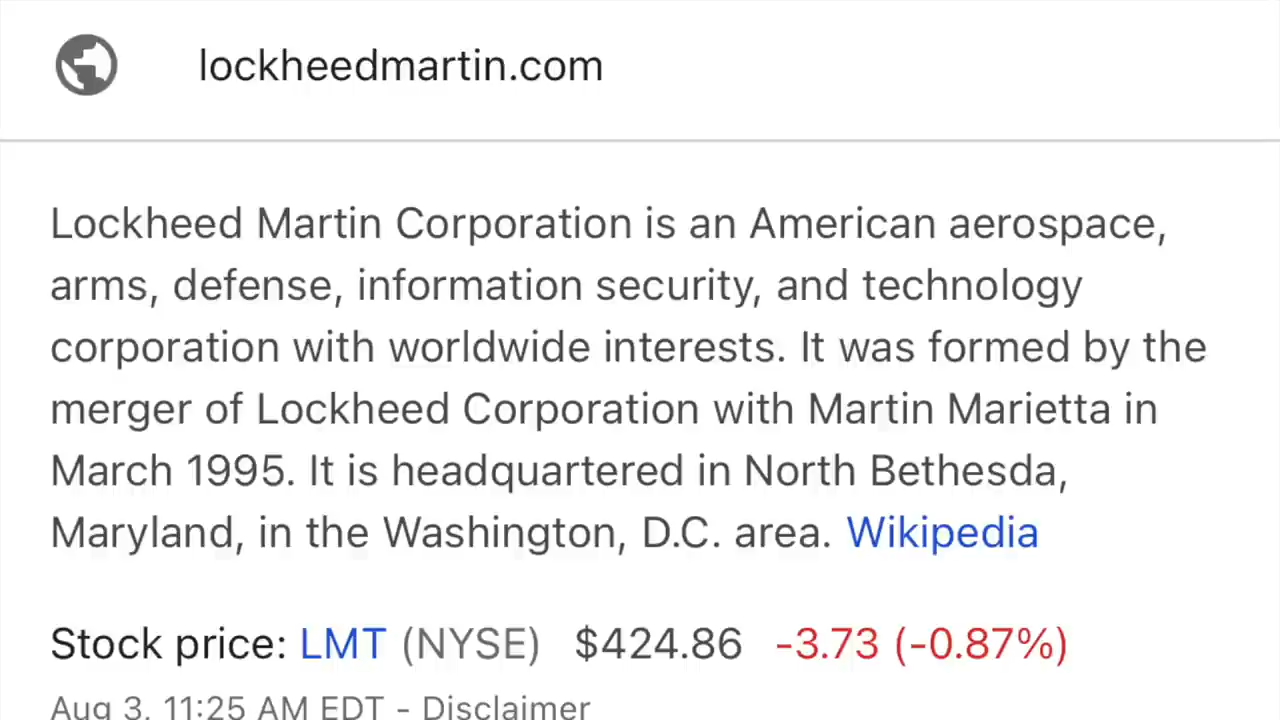 lockheedmartin.com
Lockheed Martin Corporation is an American aerospace,
arms, defense, information security, and technology
corporation with worldwide interests. It was formed by the
merger of Lockheed Corporation with Martin Marietta in
March 1995. It is headquartered in North Bethesda,
Maryland, in the Washington, D.C. area. Wikipedia
Stock price: LMT (NYSE) $424.86 -3.73 (-0.87%)
Aug 3, 11:25 AM EDT - Disclaimer